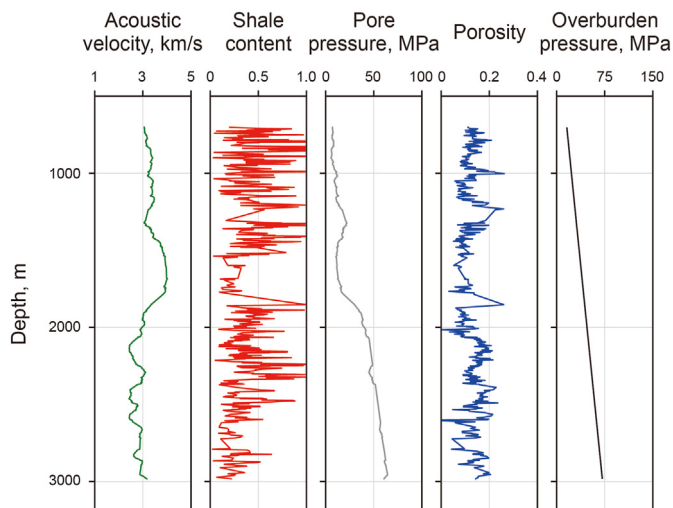 Acoustic
velocity, km/s
Shale
content
Pore
pressure, MPa
Porosity
Overburden
pressure, MPa
1 3 5
0 0.5 1.0
0 50 100
0 0.2 0.4
0 75 150
Depth, m
1000
2000
3000